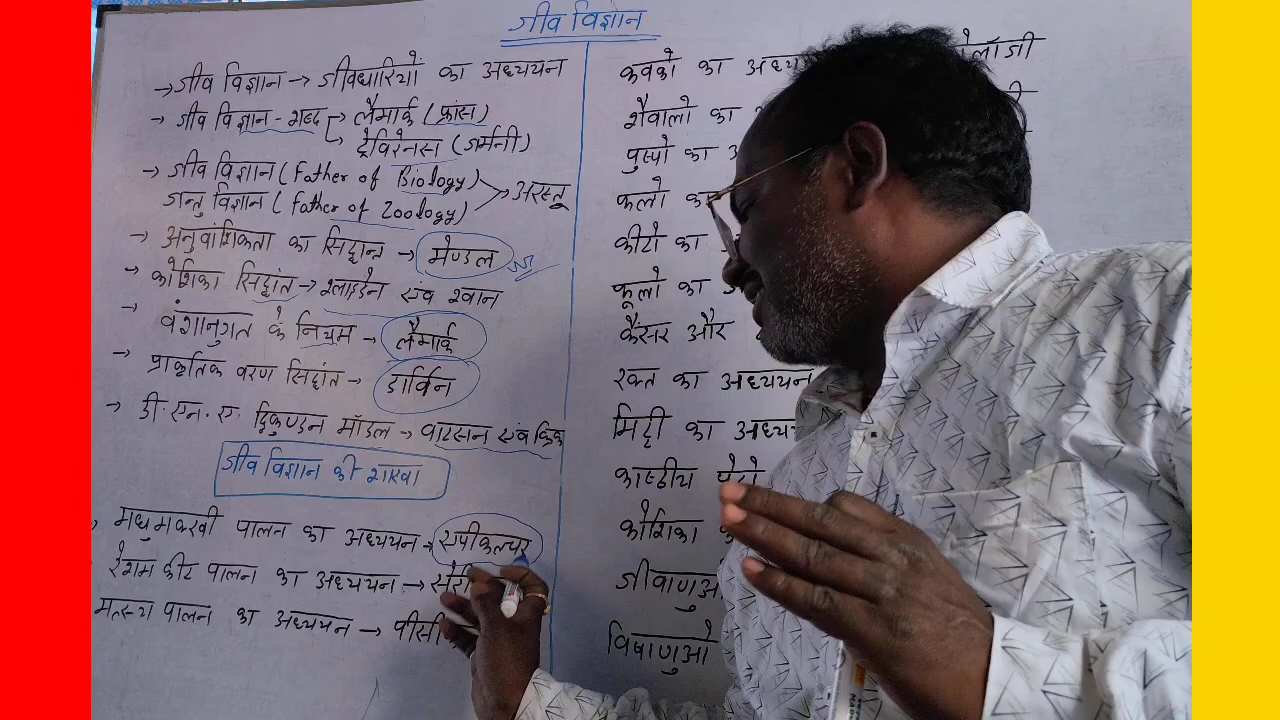 जीव विज्ञान
→ जीव विज्ञान → जीवधारियों का अध्ययन
→ जीव विज्ञान - शब्द → लैमार्क (फ्रांस)
→ ट्रेविरेनस (जर्मनी)
→ जीव विज्ञान (Father of Biology)
जन्तु विज्ञान (Father of Zoology) → अरस्तू
→ अनुवांशिकता का सिद्धान्त → मेण्डल
→ कोशिका सिद्धांत → श्लाइडेन एंव श्वान
→ वंशानुगत के नियम → लैमार्क
→ प्राकृतिक वरण सिद्धांत → डार्विन
→ डी.एन.ए. द्विकुण्डन मॉडल → वाटसन एंव क्रिक
जीव विज्ञान की शाखा
मधुमक्खी पालन का अध्ययन → एपीकल्चर
रेशम कीट पालन का अध्ययन → सेरी
मत्स्य पालन का अध्ययन → पीसी
कवको का अध्य लॉजी
शैवालो का
पुष्पो का अ
फलो का
कीटो का
फूलो का
कैंसर और
रक्त का अध्ययन
मिट्टी का अध्य
काष्ठीय पेड़ो
कोशिका
जीवाणुओ
विषाणुओ